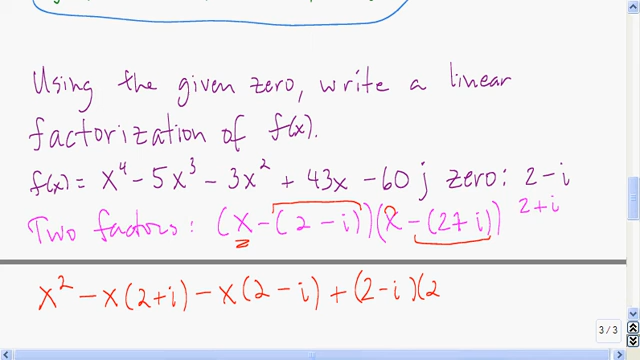 Using the given zero, write a linear
factorization of f(x).
f(x) = x⁴ - 5x³ - 3x² + 43x - 60 ; zero: 2 - i
Two factors: (x - (2 - i))(x - (2+i)) 2+i
x² - x(2+i) - x(2 - i) + (2-i)(2
3/3